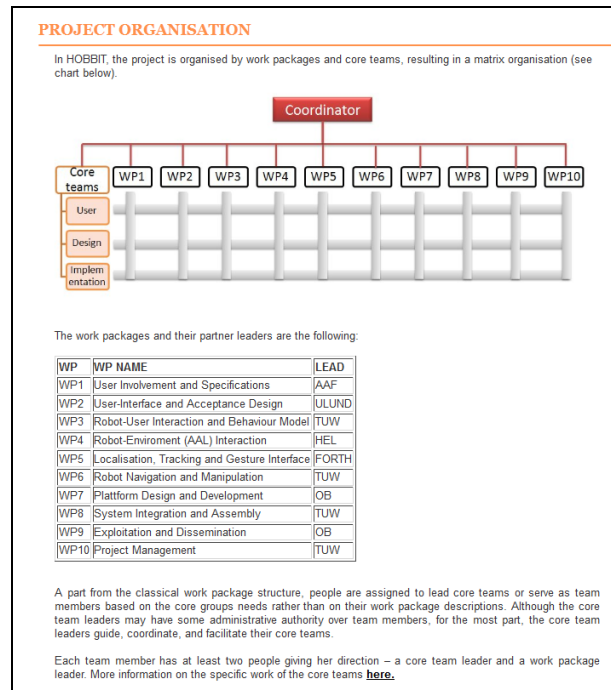 PROJECT ORGANISATION
In HOBBIT, the project is organised by work packages and core teams, resulting in a matrix organisation (see
chart below).
Coordinator
Core
teams
WP1 WP2 WP3 WP4 WP5 WP6 WP7 WP8 WP9 WP10
User
Design
Implem
entation
The work packages and their partner leaders are the following:
WP WP NAME LEAD
WP1 User Involvement and Specifications AAF
WP2 User-Interface and Acceptance Design ULUND
WP3 Robot-User Interaction and Behaviour Model TUW
WP4 Robot-Enviroment (AAL) Interaction HEL
WP5 Localisation, Tracking and Gesture Interface FORTH
WP6 Robot Navigation and Manipulation TUW
WP7 Plattform Design and Development OB
WP8 System Integration and Assembly TUW
WP9 Exploitation and Dissemination OB
WP10 Project Management TUW
A part from the classical work package structure, people are assigned to lead core teams or serve as team
members based on the core groups needs rather than on their work package descriptions. Although the core
team leaders may have some administrative authority over team members, for the most part, the core team
leaders guide, coordinate, and facilitate their core teams.
Each team member has at least two people giving her direction – a core team leader and a work package
leader. More information on the specific work of the core teams here.